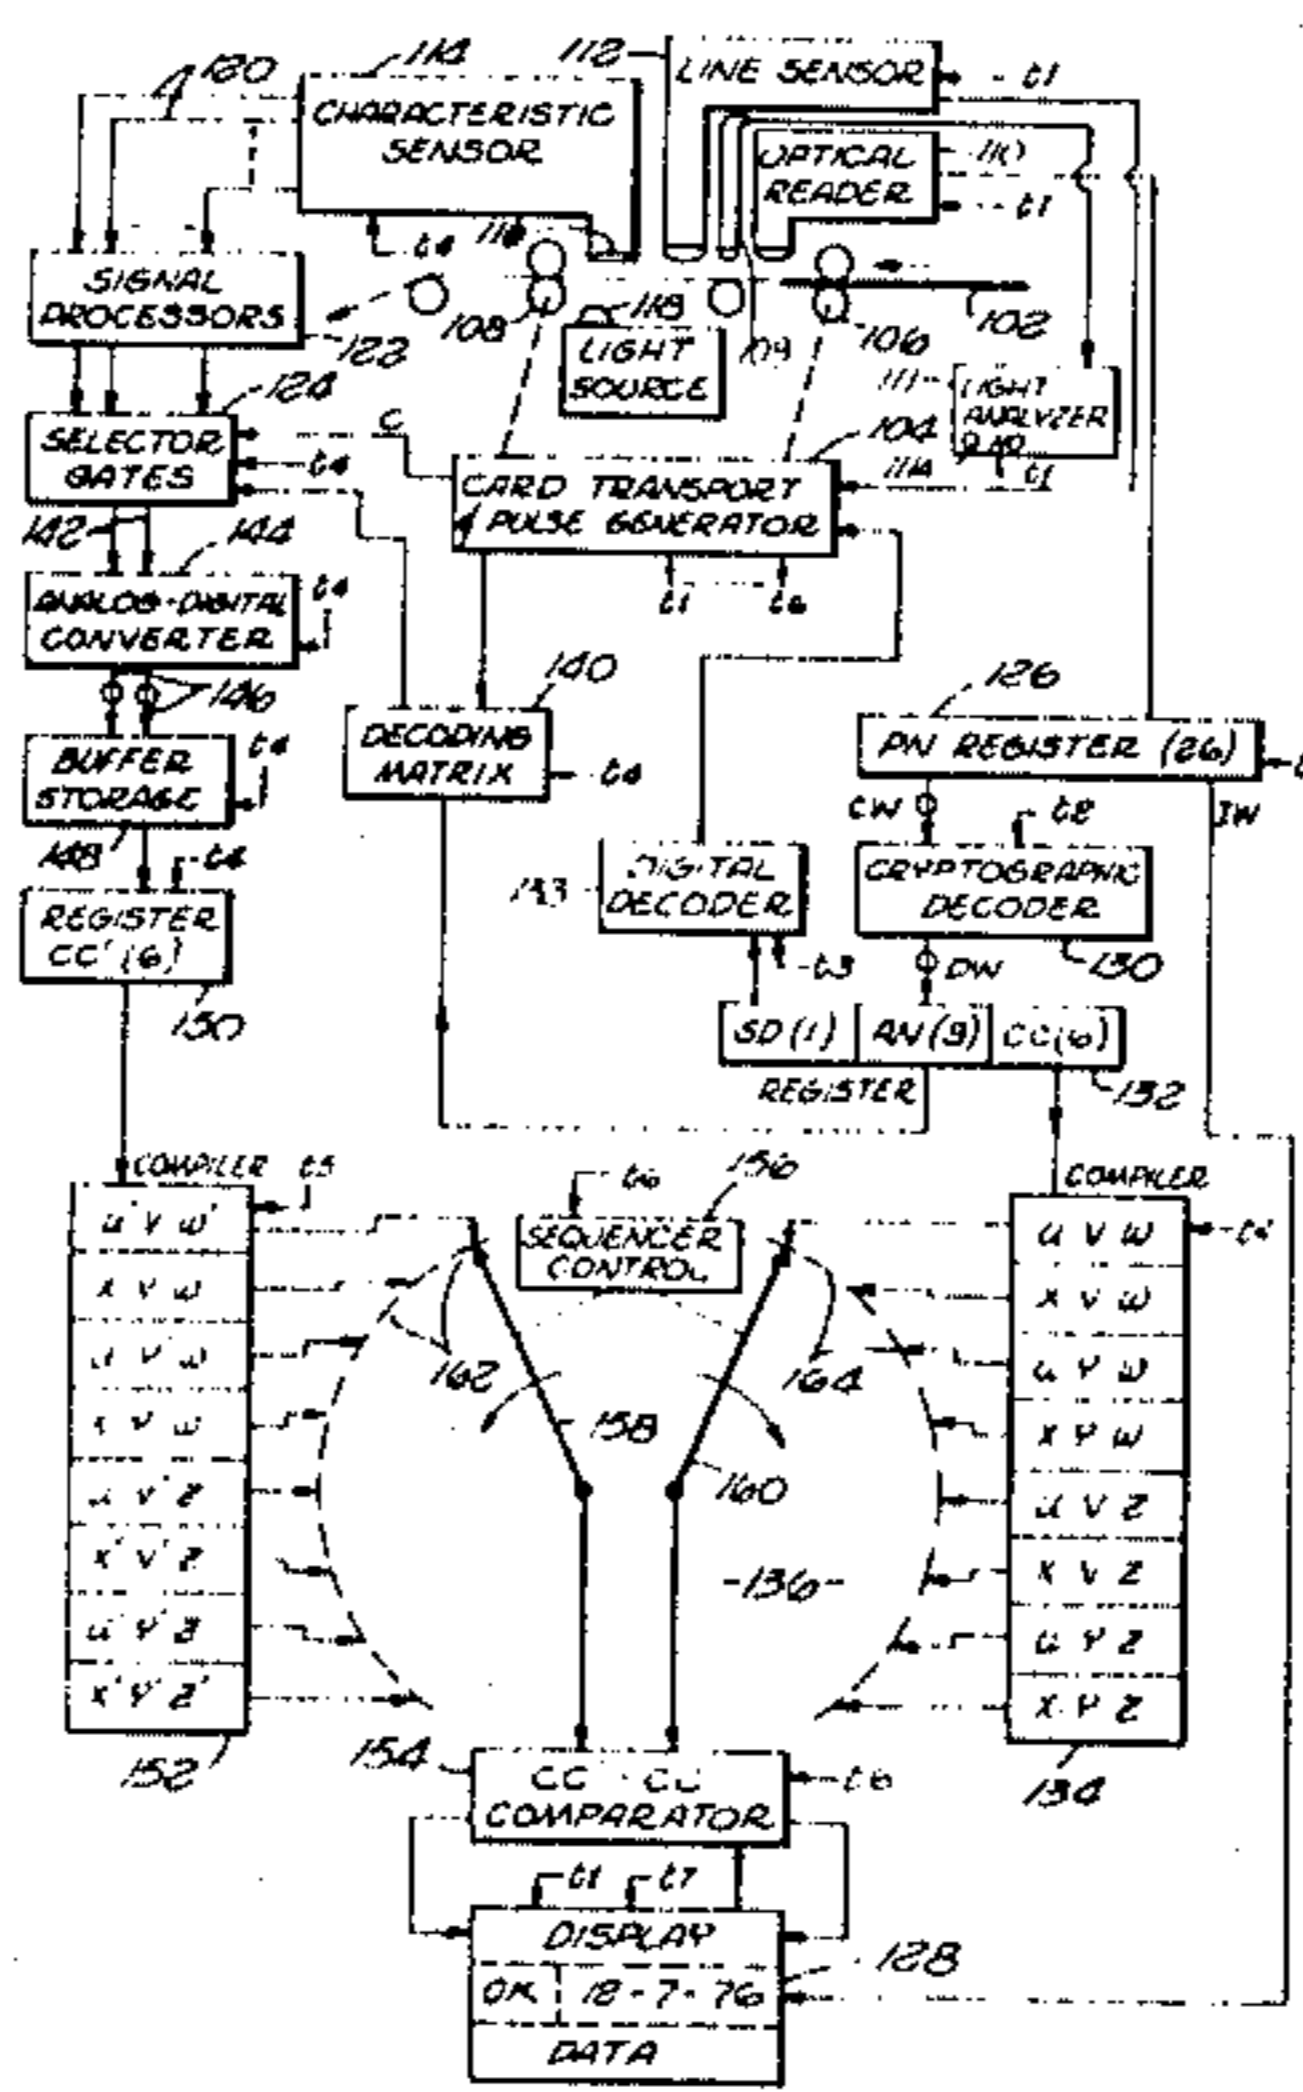 114
112
120
LINE SENSOR
t1
CHARACTERISTIC
SENSOR
110
OPTICAL
READER
t1
t4
SIGNAL
PROCESSORS
118
108
102
109
106
122
LIGHT
SOURCE
111
LIGHT
ANALYZER
124
C
104
SELECTOR
GATES
t4
114
t1
CARD TRANSPORT
PULSE GENERATOR
142
144
t1
t6
ANALOG-DIGITAL
CONVERTER
t4
146
140
126
DECODING
MATRIX
t4
PN REGISTER (26)
BUFFER
STORAGE
t4
CW
t2
IW
148
t4
DIGITAL
DECODER
CRYPTOGRAPHIC
DECODER
REGISTER
CC' (6)
t3
DW
130
150
SD (1)
AN (9)
CC (6)
REGISTER
132
COMPILER
t5
t6
156
COMPILER
u' v' w'
SEQUENCER
CONTROL
u v w
x v w
x v w
162
164
u y w
158
x y w
160
u v z
-136-
x' v' z
x v z
u' y' z
u y z
x' y' z'
x y z
152
154
134
CC - CC
COMPARATOR
t6
t1
t7
DISPLAY
128
OK
18 - 7 - 76
DATA